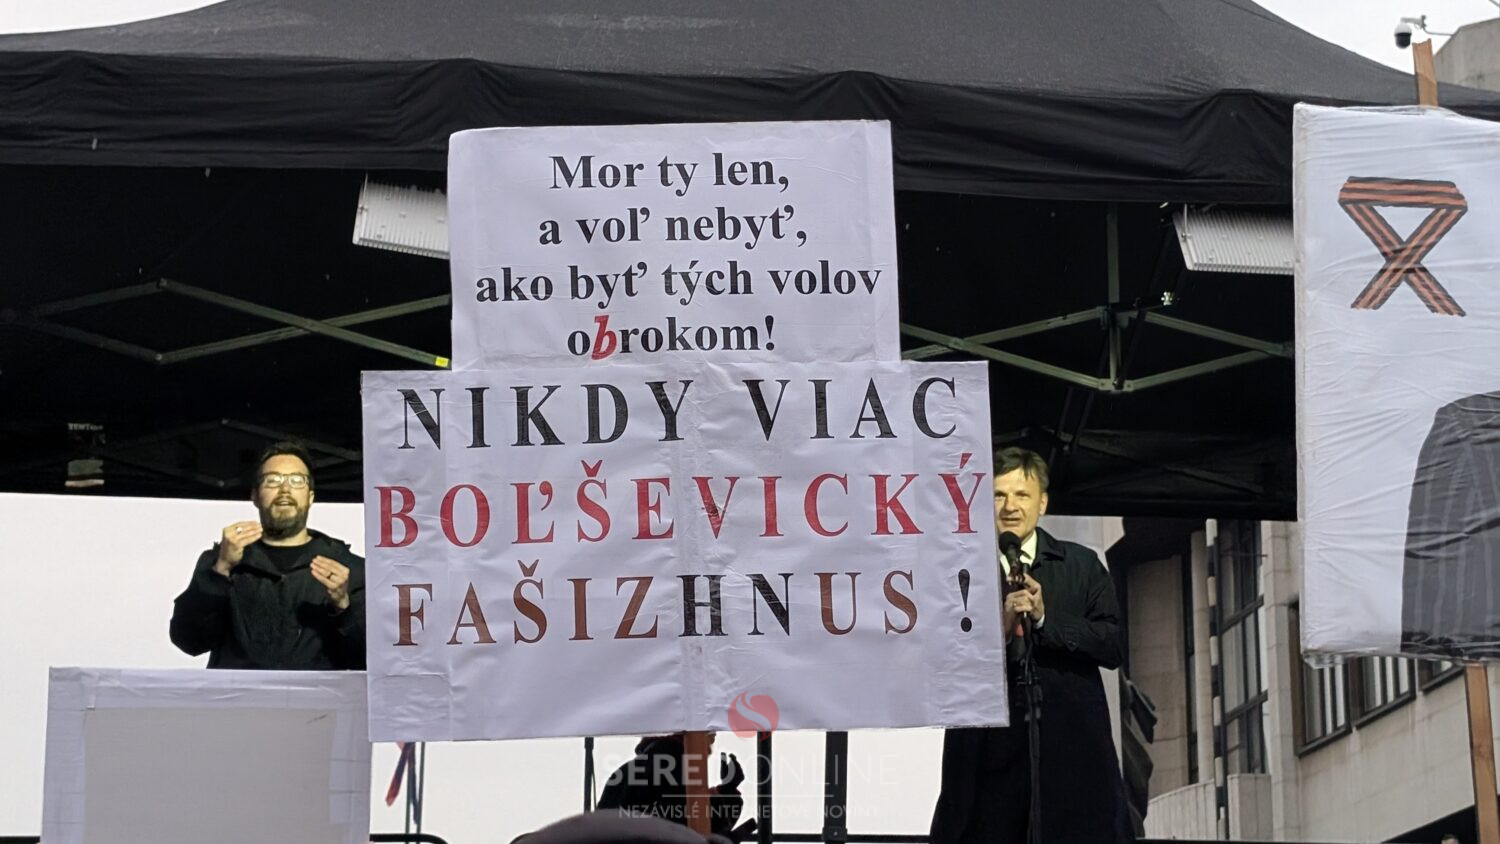 Mor ty len,
a voľ nebyť,
ako byť tých volov
obrokom!
NIKDY VIAC
BOĽŠEVICKÝ
FAŠIZHNUS !
SEREDONLINE
NEZÁVISLÉ INTERNETOVÉ NOVINY